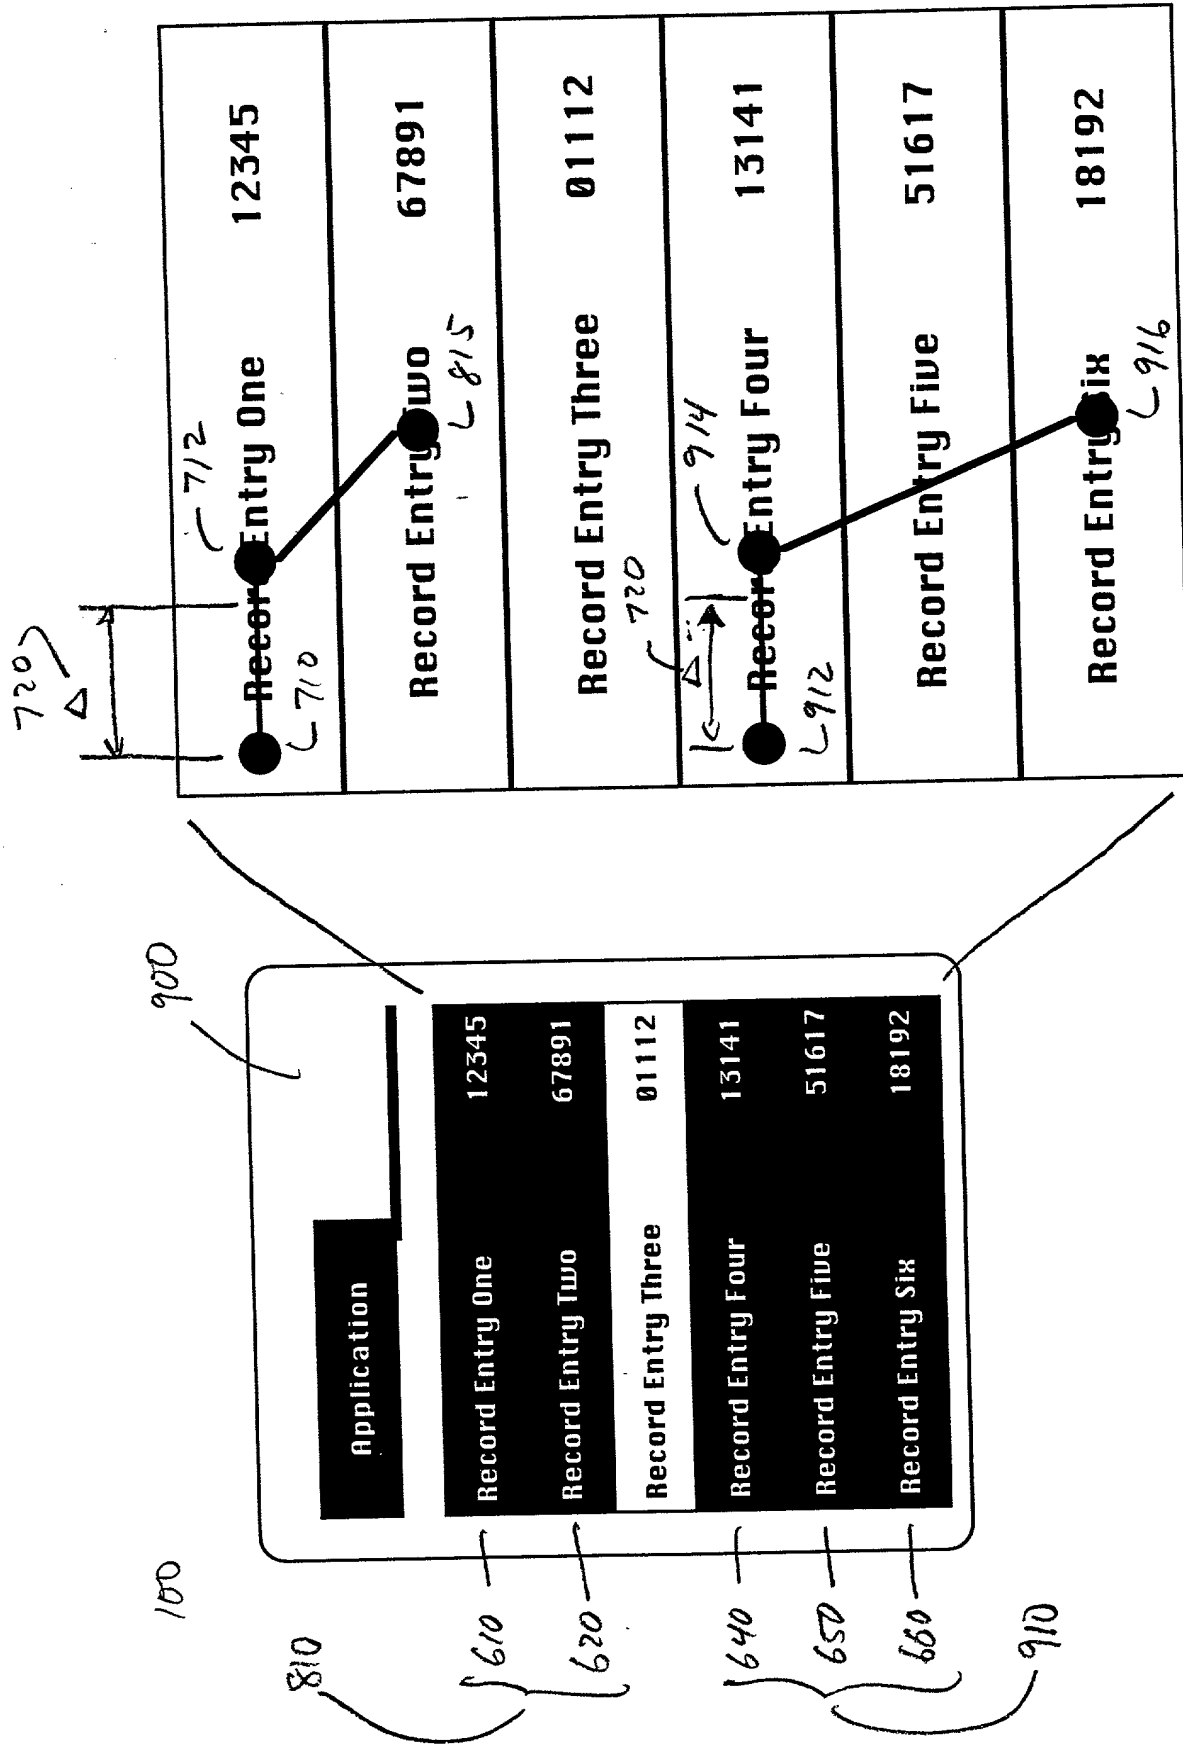 100
900
Application
810
610
Record Entry One 12345
620
Record Entry Two 67891
Record Entry Three 01112
640
Record Entry Four 13141
650
Record Entry Five 51617
660
Record Entry Six 18192
910
720
Δ
712
Record Entry One 12345
710
Record Entry Two 67891
815
Record Entry Three 01112
720
Δ
914
Record Entry Four 13141
912
Record Entry Five 51617
Record Entry Six 18192
916